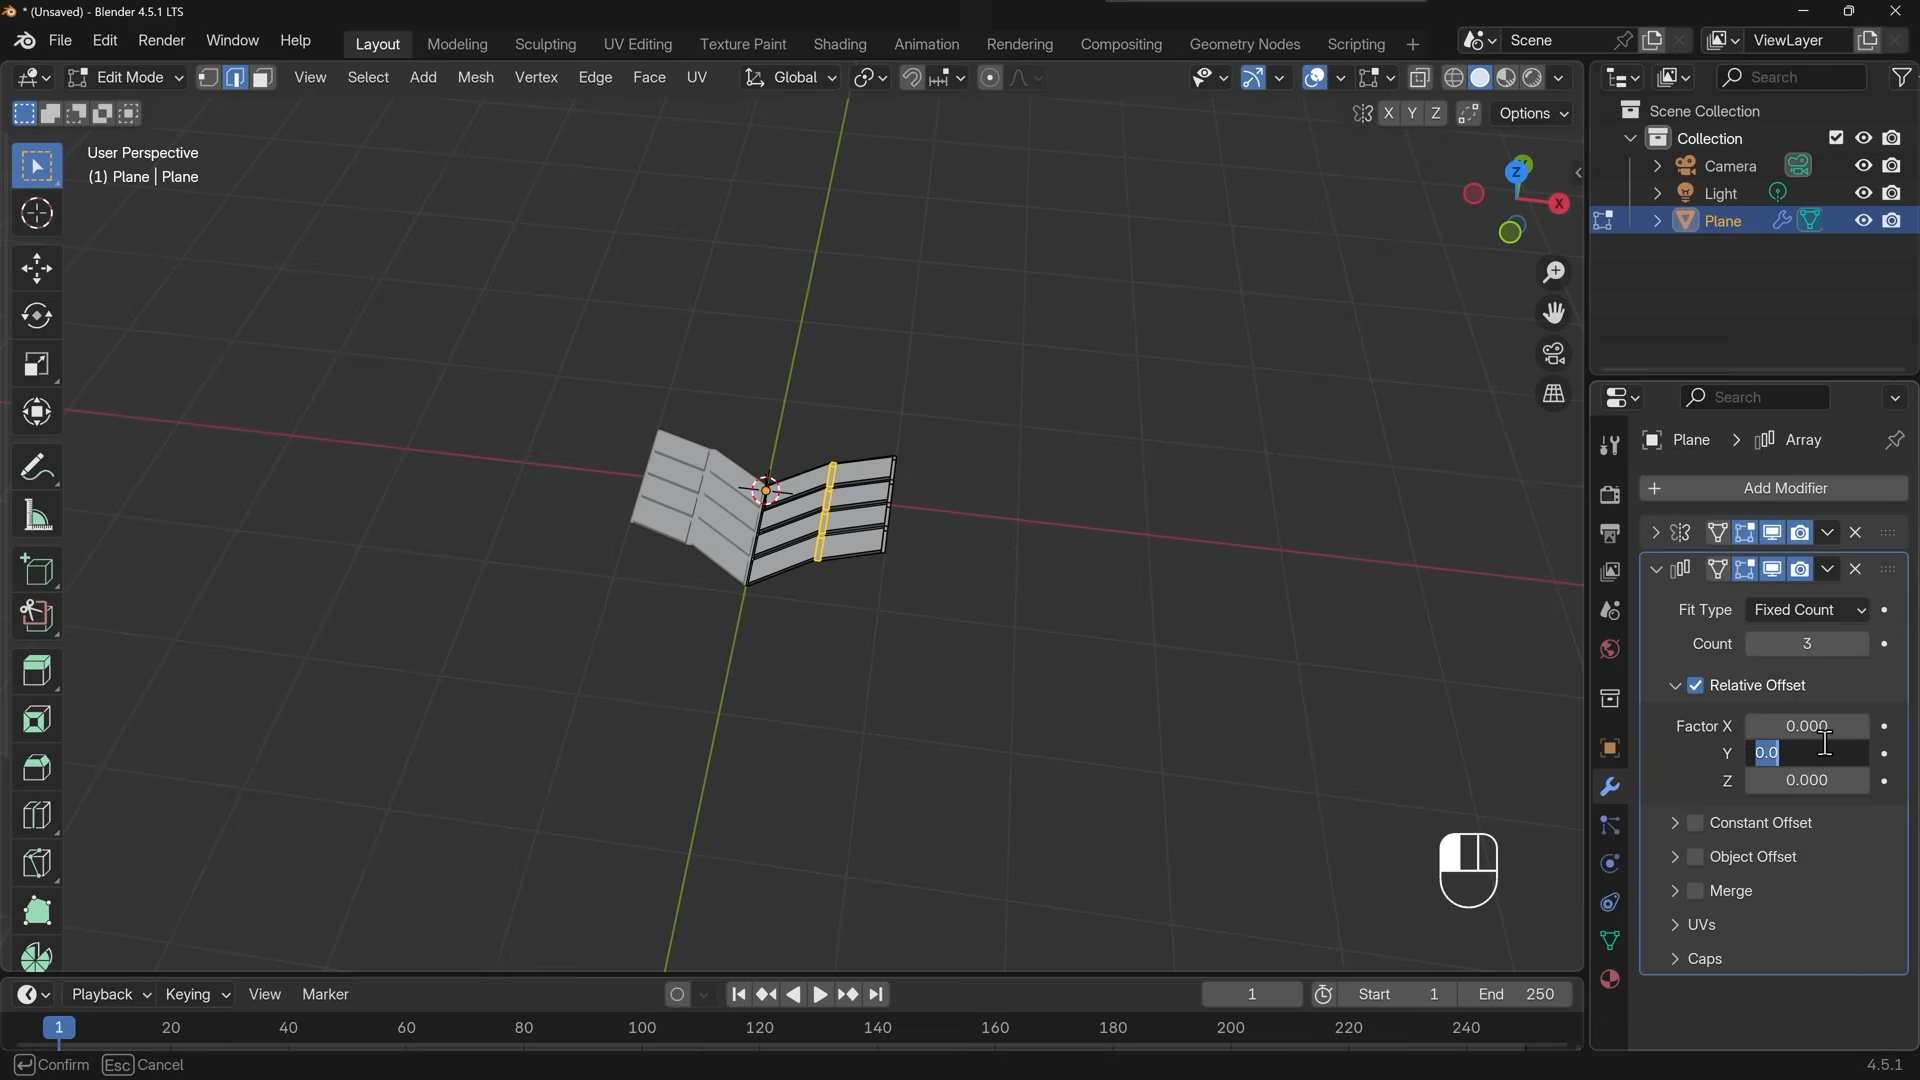 * (Unsaved) - Blender 4.5.1 LTS
File Edit Render Window Help
Layout Modeling Sculpting UV Editing Texture Paint Shading Animation Rendering Compositing Geometry Nodes Scripting +
Scene
ViewLayer
Edit Mode
View Select Add Mesh Vertex Edge Face UV
Global
Search
X Y Z
Options
User Perspective
(1) Plane | Plane
Z
X
Scene Collection
Collection
Camera
Light
Plane
Search
Plane > Array
+ Add Modifier
Fit Type Fixed Count
Count 3
Relative Offset
Factor X 0.000
Y 0.0
Z 0.000
Constant Offset
Object Offset
Merge
UVs
Caps
Playback Keying View Marker
1
Start 1
End 250
1 20 40 60 80 100 120 140 160 180 200 220 240
Confirm Esc Cancel
4.5.1